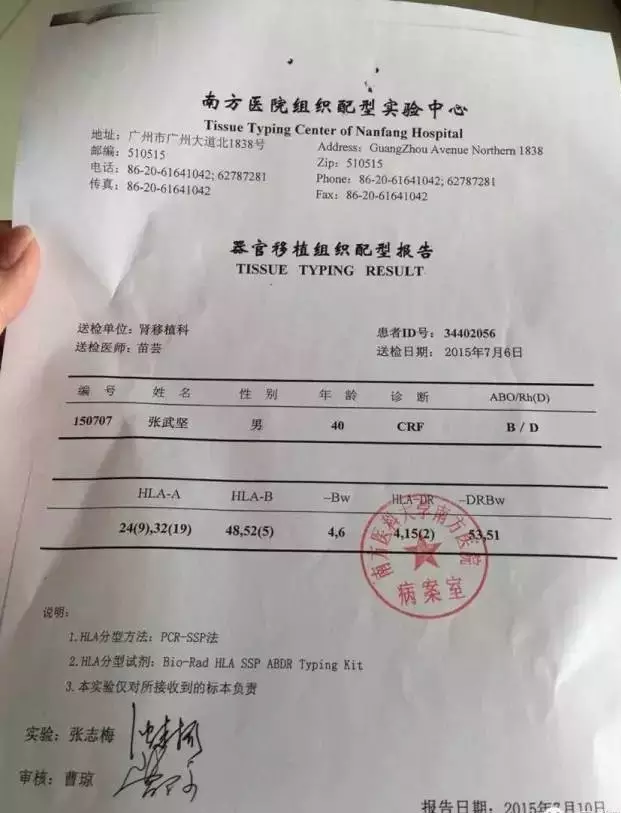 南方医院组织配型实验中心
Tissue Typing Center of Nanfang Hospital
地址: 广州市广州大道北1838号
Address: GuangZhou Avenue Northern 1838
邮编: 510515
Zip: 510515
电话: 86-20-61641042; 62787281
Phone: 86-20-61641042; 62787281
传真: 86-20-61641042
Fax: 86-20-61641042
器官移植组织配型报告
TISSUE TYPING RESULT
送检单位: 肾移植科
患者ID号: 34402056
送检医师: 苗芸
送检日期: 2015年7月6日
编 号 姓 名 性 别 年 龄 诊 断 ABO/Rh(D)
150707 张武坚 男 40 CRF B / D
HLA-A HLA-B -Bw HLA-DR -DRBw
24(9),32(19) 48,52(5) 4,6 4,15(2) 53,51
南方医科大学南方医院
病案室
说明:
1.HLA分型方法: PCR-SSP法
2.HLA分型试剂: Bio-Rad HLA SSP ABDR Typing Kit
3.本实验仅对所接收到的标本负责
实验: 张志梅
审核: 曹琼
报告日期: 2015年7月10日